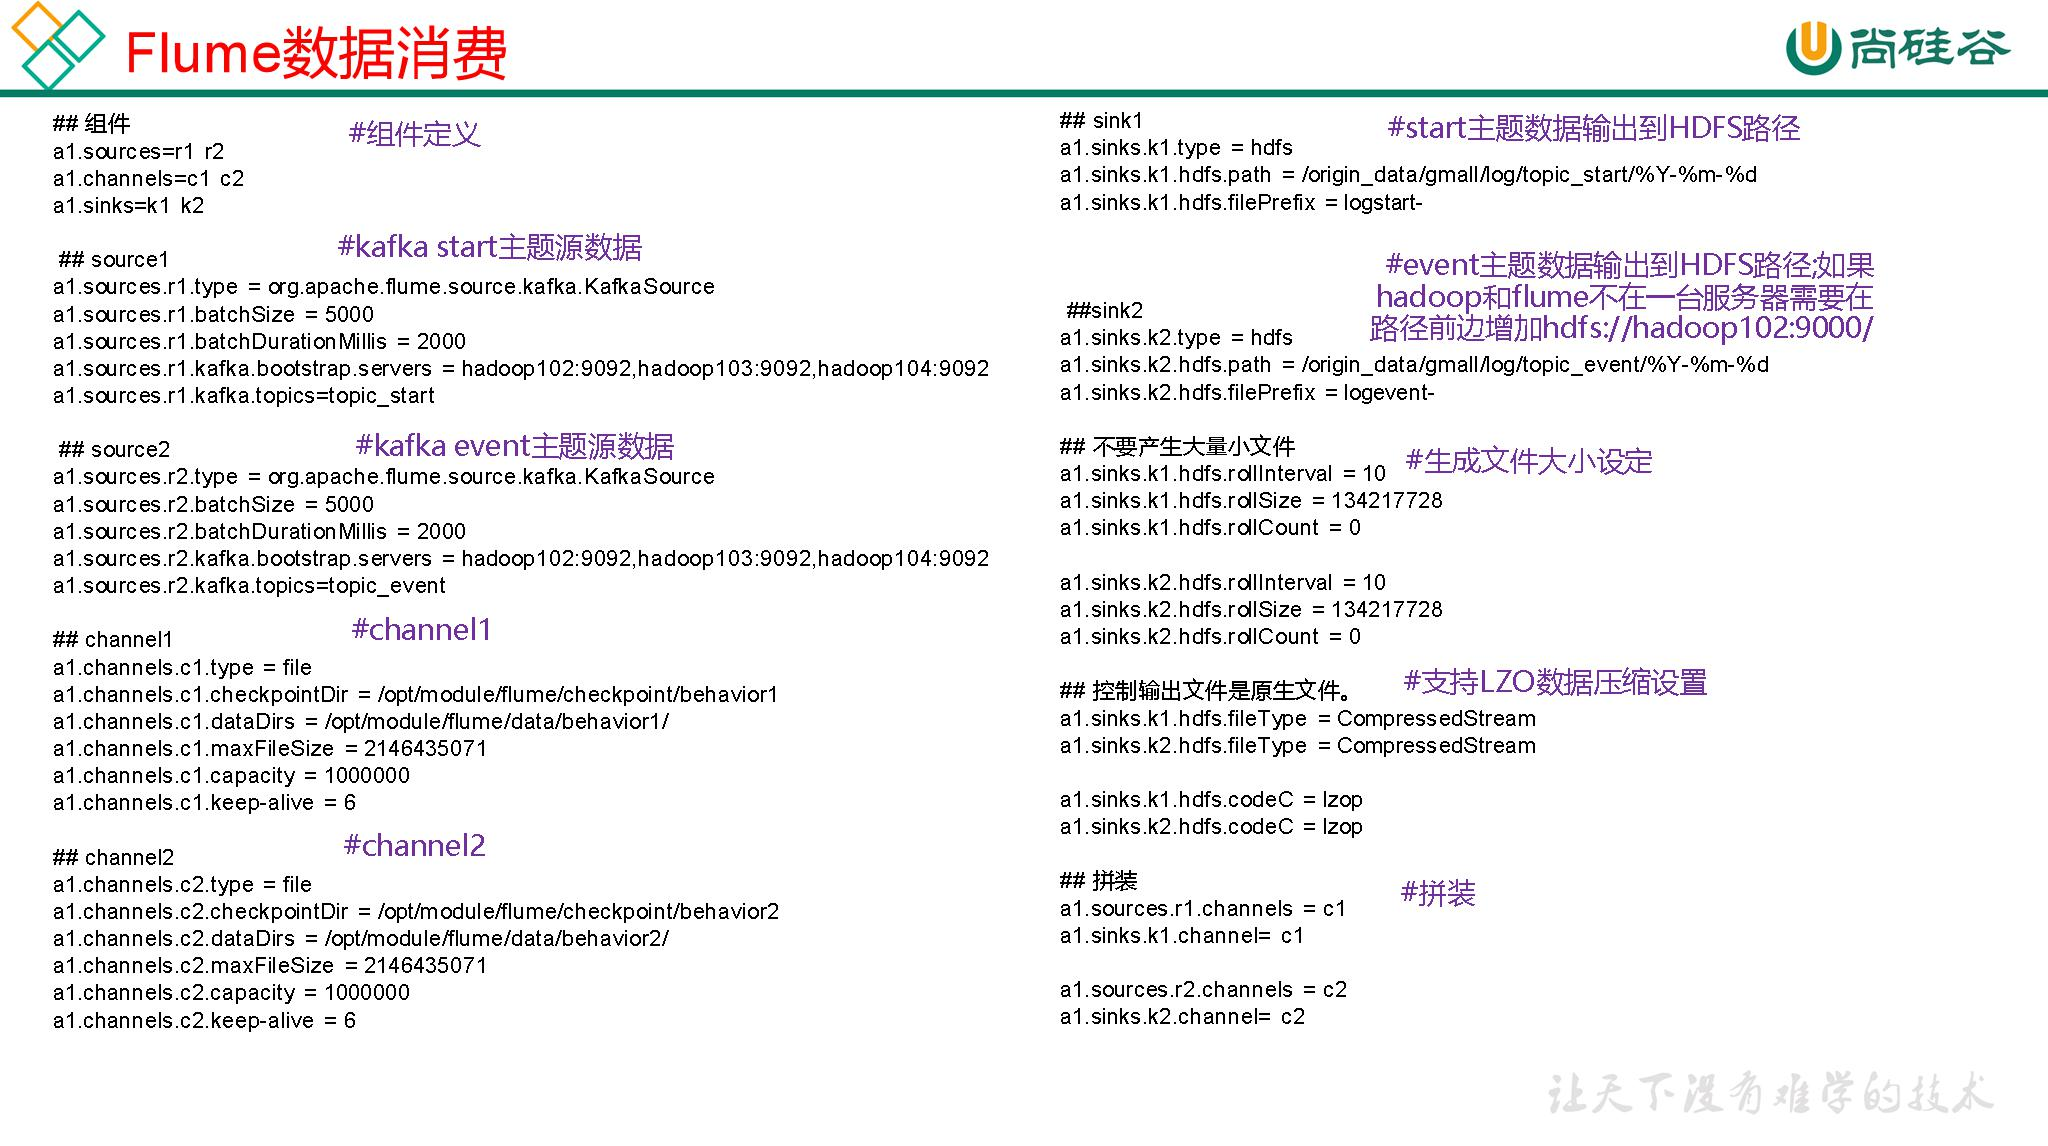 Flume数据消费
尚硅谷
## 组件
#组件定义
a1.sources=r1 r2
a1.channels=c1 c2
a1.sinks=k1 k2
#kafka start主题源数据
## source1
a1.sources.r1.type = org.apache.flume.source.kafka.KafkaSource
a1.sources.r1.batchSize = 5000
a1.sources.r1.batchDurationMillis = 2000
a1.sources.r1.kafka.bootstrap.servers = hadoop102:9092,hadoop103:9092,hadoop104:9092
a1.sources.r1.kafka.topics=topic_start
#kafka event主题源数据
## source2
a1.sources.r2.type = org.apache.flume.source.kafka.KafkaSource
a1.sources.r2.batchSize = 5000
a1.sources.r2.batchDurationMillis = 2000
a1.sources.r2.kafka.bootstrap.servers = hadoop102:9092,hadoop103:9092,hadoop104:9092
a1.sources.r2.kafka.topics=topic_event
#channel1
## channel1
a1.channels.c1.type = file
a1.channels.c1.checkpointDir = /opt/module/flume/checkpoint/behavior1
a1.channels.c1.dataDirs = /opt/module/flume/data/behavior1/
a1.channels.c1.maxFileSize = 2146435071
a1.channels.c1.capacity = 1000000
a1.channels.c1.keep-alive = 6
#channel2
## channel2
a1.channels.c2.type = file
a1.channels.c2.checkpointDir = /opt/module/flume/checkpoint/behavior2
a1.channels.c2.dataDirs = /opt/module/flume/data/behavior2/
a1.channels.c2.maxFileSize = 2146435071
a1.channels.c2.capacity = 1000000
a1.channels.c2.keep-alive = 6
## sink1
#start主题数据输出到HDFS路径
a1.sinks.k1.type = hdfs
a1.sinks.k1.hdfs.path = /origin_data/gmall/log/topic_start/%Y-%m-%d
a1.sinks.k1.hdfs.filePrefix = logstart-
#event主题数据输出到HDFS路径;如果
hadoop和flume不在一台服务器需要在
路径前边增加hdfs://hadoop102:9000/
##sink2
a1.sinks.k2.type = hdfs
a1.sinks.k2.hdfs.path = /origin_data/gmall/log/topic_event/%Y-%m-%d
a1.sinks.k2.hdfs.filePrefix = logevent-
## 不要产生大量小文件
#生成文件大小设定
a1.sinks.k1.hdfs.rollInterval = 10
a1.sinks.k1.hdfs.rollSize = 134217728
a1.sinks.k1.hdfs.rollCount = 0
a1.sinks.k2.hdfs.rollInterval = 10
a1.sinks.k2.hdfs.rollSize = 134217728
a1.sinks.k2.hdfs.rollCount = 0
## 控制输出文件是原生文件。
#支持LZO数据压缩设置
a1.sinks.k1.hdfs.fileType = CompressedStream
a1.sinks.k2.hdfs.fileType = CompressedStream
a1.sinks.k1.hdfs.codeC = lzop
a1.sinks.k2.hdfs.codeC = lzop
## 拼装
#拼装
a1.sources.r1.channels = c1
a1.sinks.k1.channel= c1
a1.sources.r2.channels = c2
a1.sinks.k2.channel= c2
让天下没有难学的技术